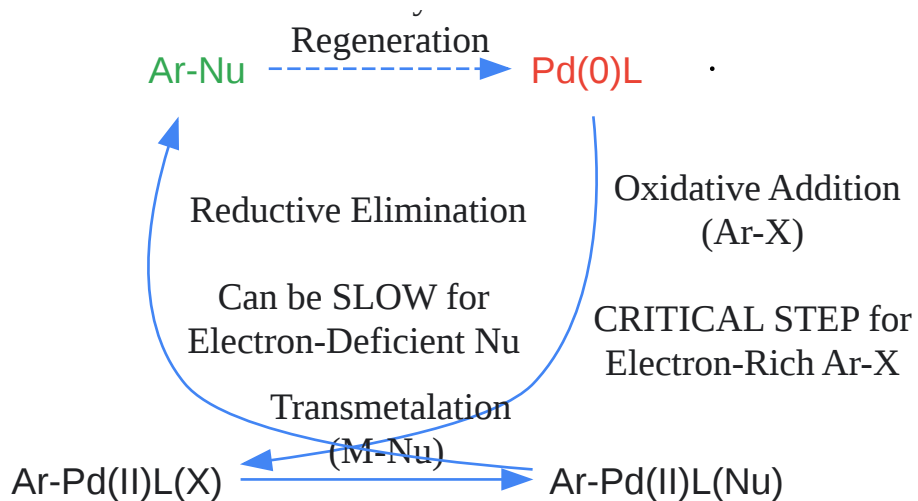 Regeneration
Ar-Nu
Pd(0)L
.
Reductive Elimination
Oxidative Addition
(Ar-X)
Can be SLOW for
Electron-Deficient Nu
CRITICAL STEP for
Electron-Rich Ar-X
Transmetalation
(M-Nu)
Ar-Pd(II)L(X)
Ar-Pd(II)L(Nu)